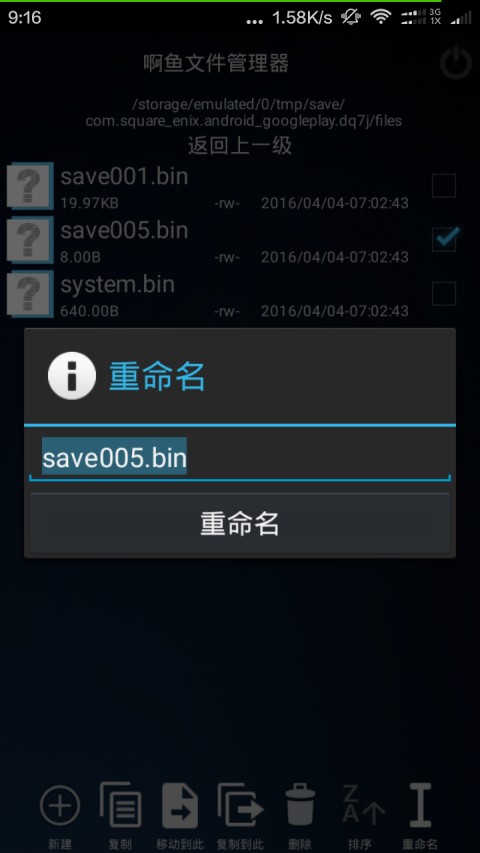 9:16
... 1.58K/s 3G 1X
啊鱼文件管理器
/storage/emulated/0/tmp/save/
com.square_enix.android_googleplay.dq7j/files
返回上一级
save001.bin
19.97KB -rw- 2016/04/04-07:02:43
save005.bin
8.00B -rw- 2016/04/04-07:02:43
system.bin
640.00B -rw- 2016/04/04-07:02:43
重命名
save005.bin
重命名
新建 复制 移动到此 复制到此 删除 排序 重命名